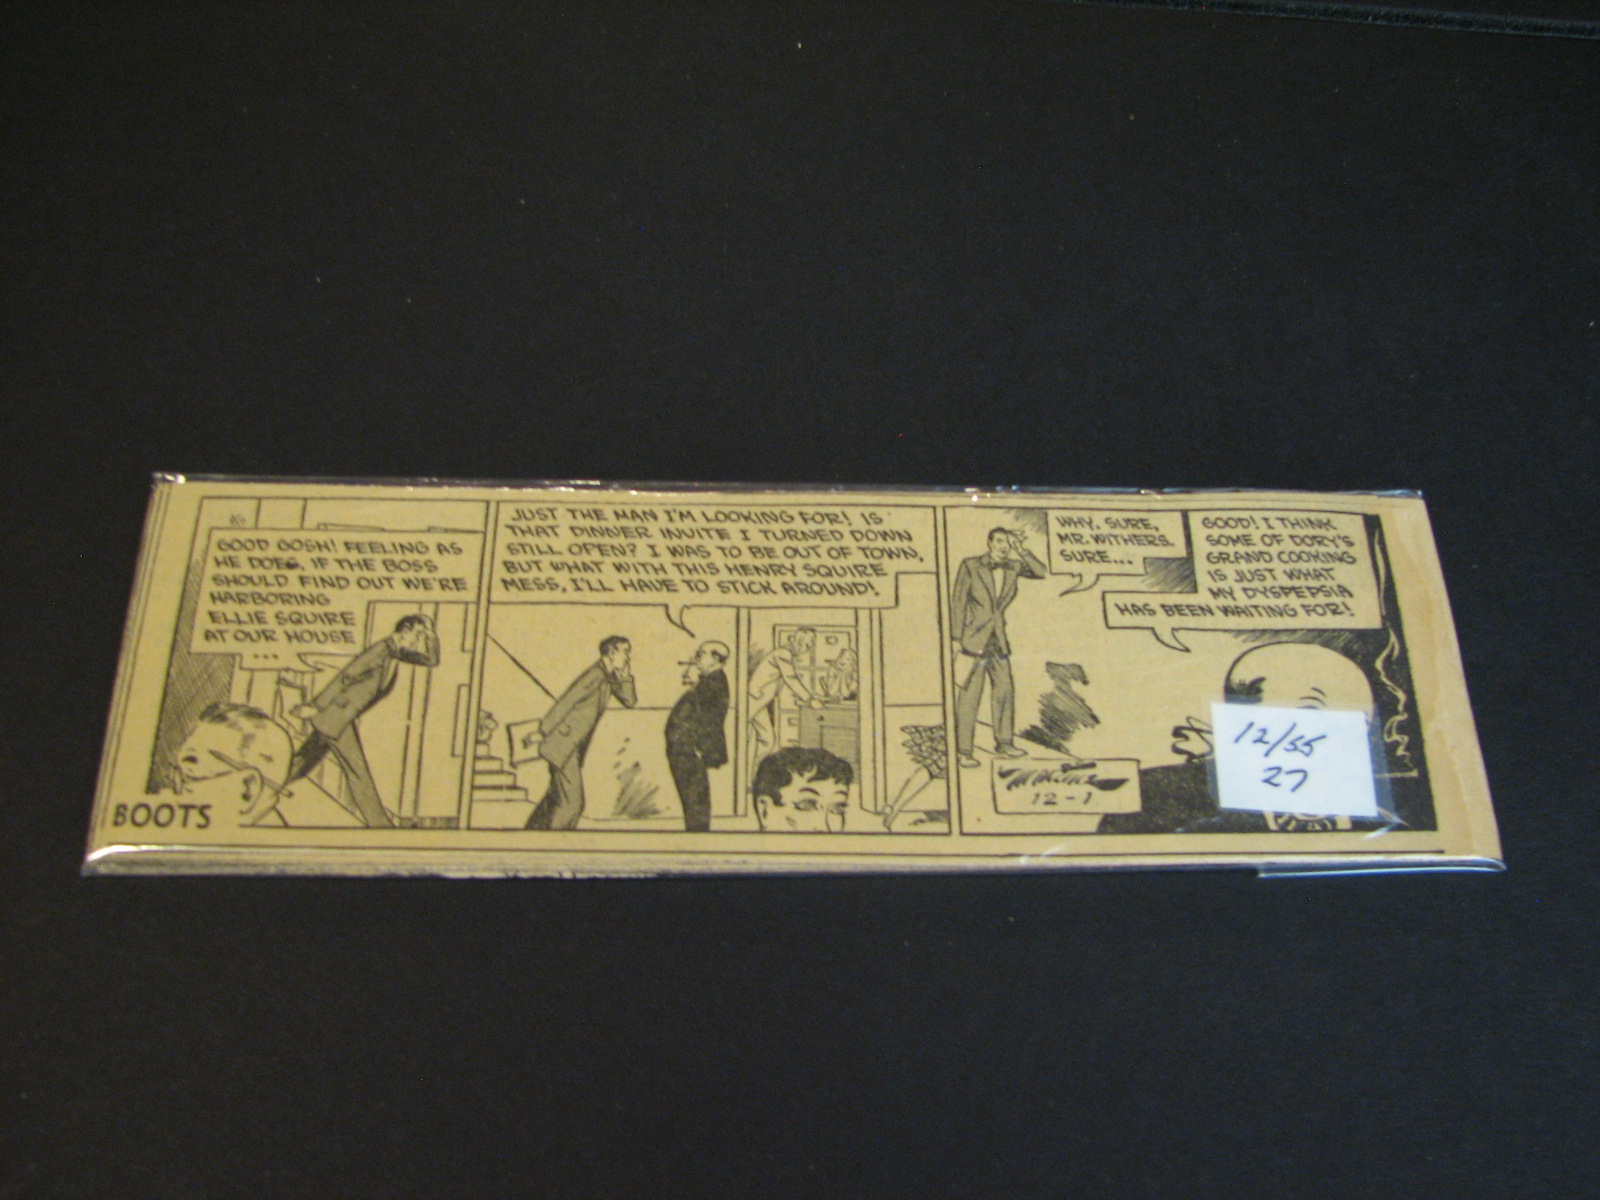 GOOD GOSH! FEELING AS
HE DOES, IF THE BOSS
SHOULD FIND OUT WE'RE
HARBORING
ELLIE SQUIRE
AT OUR HOUSE
...
BOOTS
JUST THE MAN I'M LOOKING FOR! IS
THAT DINNER INVITE I TURNED DOWN
STILL OPEN? I WAS TO BE OUT OF TOWN,
BUT WHAT WITH THIS HENRY SQUIRE
MESS, I'LL HAVE TO STICK AROUND!
WHY, SURE,
MR. WITHERS.
SURE...
GOOD! I THINK
SOME OF DORY'S
GRAND COOKING
IS JUST WHAT
MY DYSPEPSIA
HAS BEEN WAITING FOR!
12-1
12/55
27